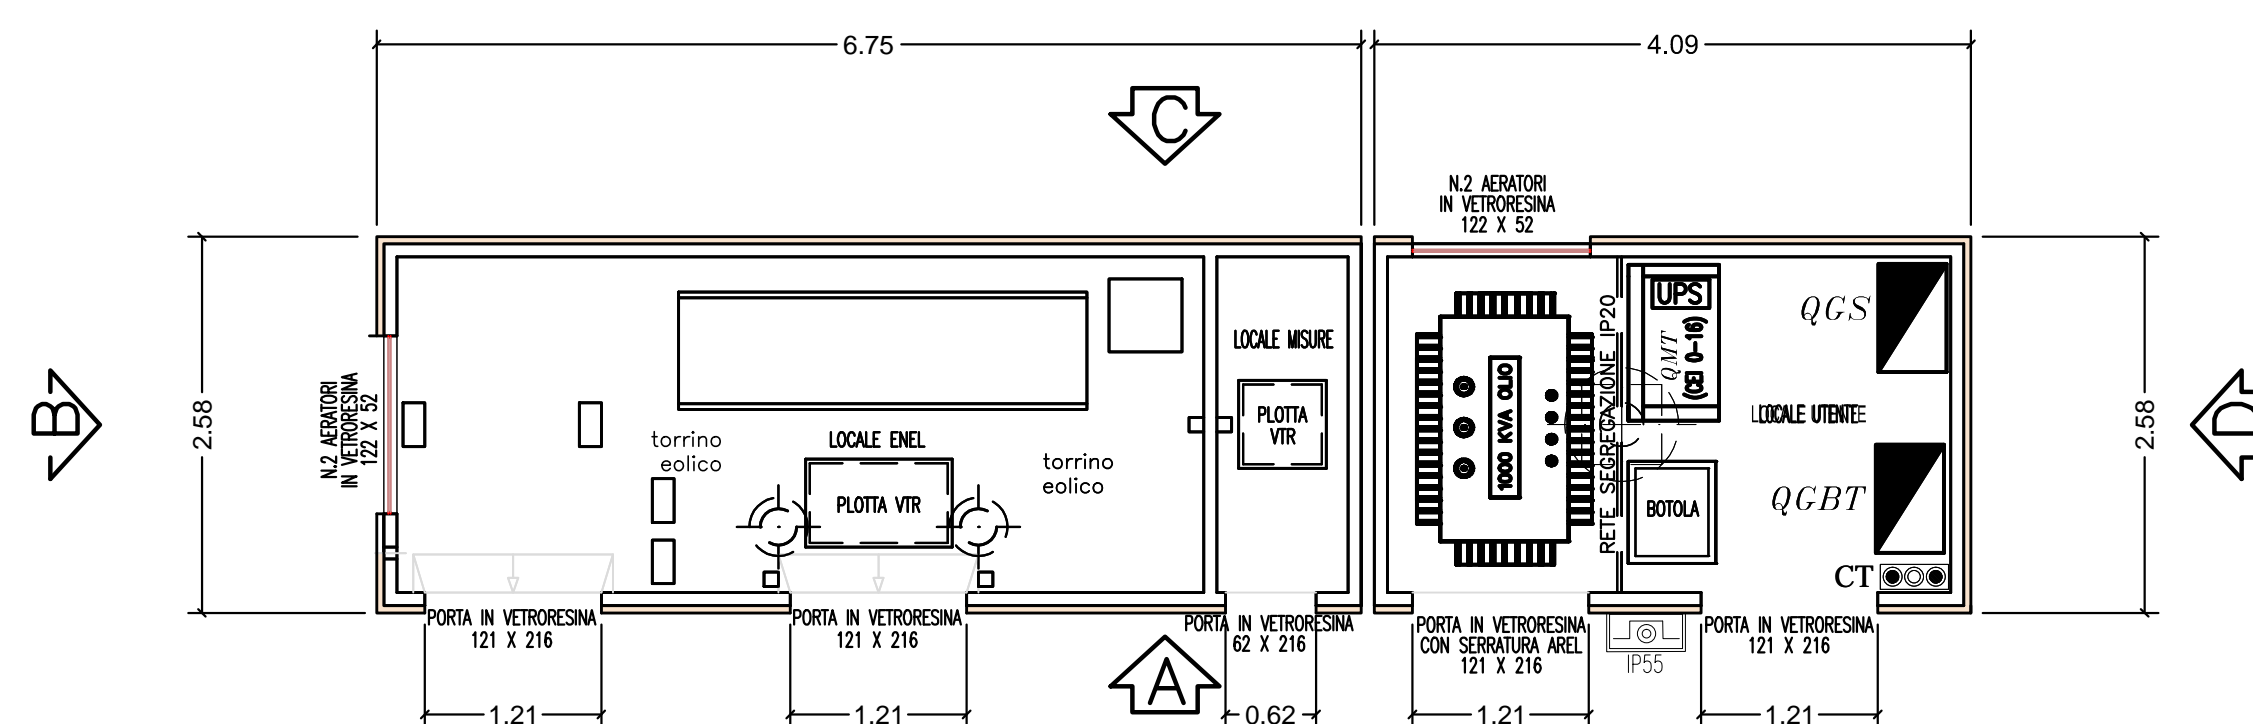 6.75
4.09
C
N.2 AERATORI
IN VETRORESINA
122 X 52
B
2.58
N.2 AERATORI
IN VETRORESINA
122 X 52
torrino
eolico
LOCALE ENEL
PLOTTA VTR
torrino
eolico
LOCALE MISURE
PLOTTA
VTR
1000 KVA OLIO
RETE SEGREGAZIONE IP20
UPS
QMT
(CEI 0-16)
QGS
LOCALE UTENTE
BOTOLA
QGBT
CT
2.58
D
PORTA IN VETRORESINA
121 X 216
PORTA IN VETRORESINA
121 X 216
PORTA IN VETRORESINA
62 X 216
PORTA IN VETRORESINA
CON SERRATURA AREL
121 X 216
IP55
PORTA IN VETRORESINA
121 X 216
A
1.21
1.21
0.62
1.21
1.21